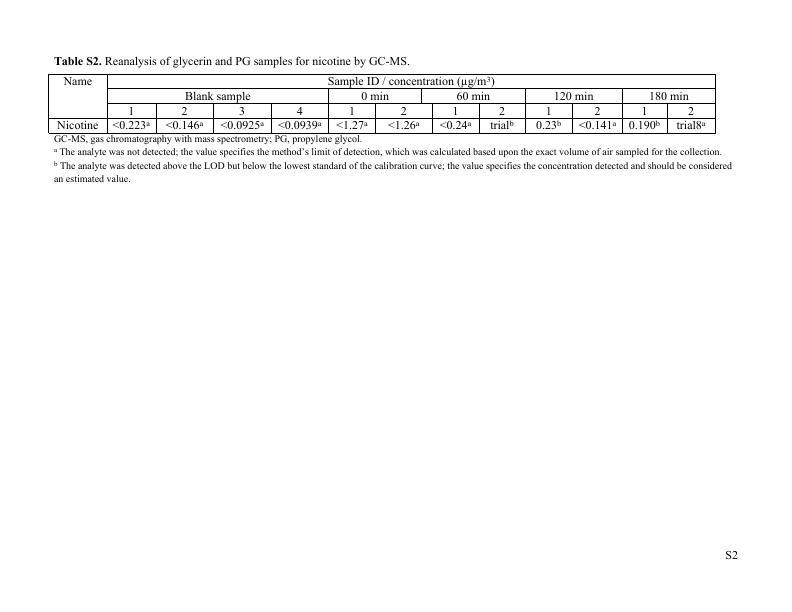 Table S2. Reanalysis of glycerin and PG samples for nicotine by GC-MS.
Name Sample ID / concentration (µg/m³)
Blank sample 0 min 60 min 120 min 180 min
1 2 3 4 1 2 1 2 1 2 1 2
Nicotine <0.223ᵃ <0.146ᵃ <0.0925ᵃ <0.0939ᵃ <1.27ᵃ <1.26ᵃ <0.24ᵃ trialᵇ 0.23ᵇ <0.141ᵃ 0.190ᵇ trial8ᵃ
GC-MS, gas chromatography with mass spectrometry; PG, propylene glycol.
ᵃ The analyte was not detected; the value specifies the method's limit of detection, which was calculated based upon the exact volume of air sampled for the collection.
ᵇ The analyte was detected above the LOD but below the lowest standard of the calibration curve; the value specifies the concentration detected and should be considered
an estimated value.
S2